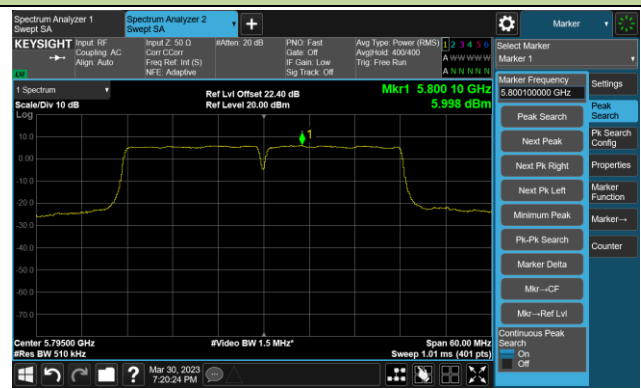 Spectrum Analyzer 1
Swept SA
Spectrum Analyzer 2
Swept SA
+
Marker
KEYSIGHT
Input: RF
Coupling: AC
Align: Auto
Input Z: 50 Ω
Corr CCorr
Freq Ref: Int (S)
NFE: Adaptive
#Atten: 20 dB
PNO: Fast
Gate: Off
IF Gain: Low
Sig Track: Off
Avg Type: Power (RMS)
Avg|Hold: 400/400
Trig: Free Run
1 2 3 4 5 6
A W W W W W
A N N N N N
LW
Select Marker
Marker 1
1 Spectrum
Scale/Div 10 dB
Log
Ref Lvl Offset 22.40 dB
Ref Level 20.00 dBm
Mkr1 5.800 10 GHz
5.998 dBm
10.0
0.00
-10.0
-20.0
-30.0
-40.0
-50.0
-60.0
-70.0
1
Center 5.79500 GHz
#Res BW 510 kHz
#Video BW 1.5 MHz*
Span 60.00 MHz
Sweep 1.01 ms (401 pts)
Marker Frequency
5.800100000 GHz
Peak Search
Next Peak
Next Pk Right
Next Pk Left
Minimum Peak
Pk-Pk Search
Marker Delta
Mkr→CF
Mkr→Ref Lvl
Continuous Peak
Search
On
Off
Settings
Peak
Search
Pk Search
Config
Properties
Marker
Function
Marker→
Counter
?
Mar 30, 2023
7:20:24 PM